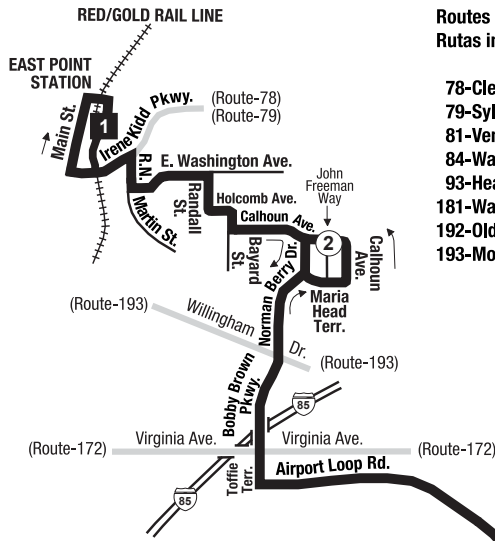 RED/GOLD RAIL LINE
Routes
Rutas in
EAST POINT
STATION
78-Cle
79-Syl
81-Ver
84-Wa
93-Hea
181-Wa
192-Old
193-Mo
Main St.
1
Irene Kidd Pkwy.
(Route-78)
(Route-79)
R.N. Martin St.
E. Washington Ave.
Randall
St.
John
Freeman
Way
Holcomb Ave.
Calhoun Ave.
Bayard
St
2
Calhoun
Ave.
Norman Berry Dr.
Maria
Head
Terr.
(Route-193)
Willingham Dr.
(Route-193)
Bobby Brown
Pkwy.
85
(Route-172)
Virginia Ave.
Virginia Ave.
(Route-172)
Toffie
Terr.
Airport Loop Rd.
85